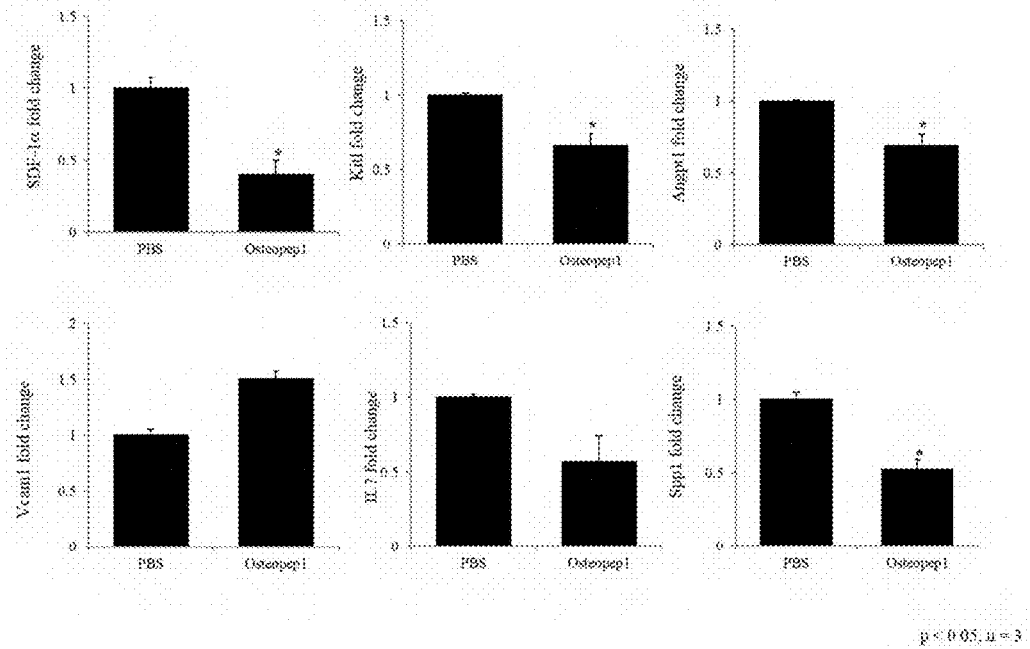 SDF-1α fold change
1.5
1
0.5
0
PBS
Osteopep1
*
Kitl fold change
1.5
1
0.5
0
PBS
Osteopep1
*
Angpt1 fold change
1.5
1
0.5
0
PBS
Osteopep1
*
Vcam1 fold change
2
1.5
1
0.5
0
PBS
Osteopep1
IL7 fold change
1.5
1
0.5
0
PBS
Osteopep1
Spp1 fold change
1.5
1
0.5
0
PBS
Osteopep1
*
p < 0.05, n = 3